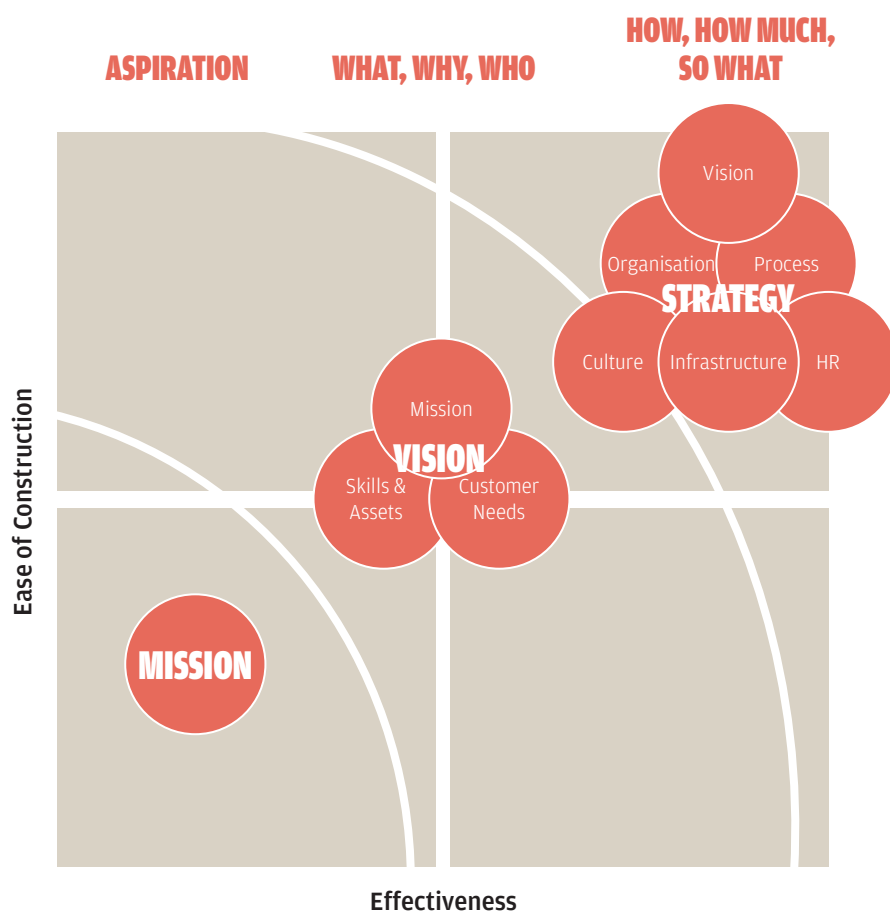 ASPIRATION
WHAT, WHY, WHO
HOW, HOW MUCH,
SO WHAT
Vision
Organisation
Process
STRATEGY
Culture
Infrastructure
HR
Mission
VISION
Skills &
Assets
Customer
Needs
MISSION
Ease of Construction
Effectiveness